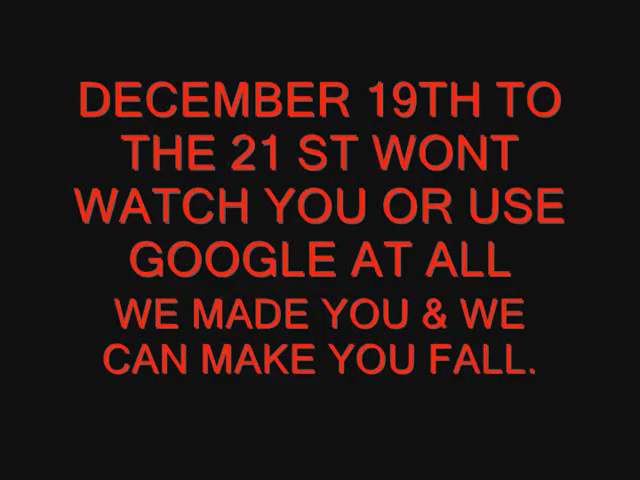 DECEMBER 19TH TO
THE 21 ST WONT
WATCH YOU OR USE
GOOGLE AT ALL
WE MADE YOU & WE
CAN MAKE YOU FALL.